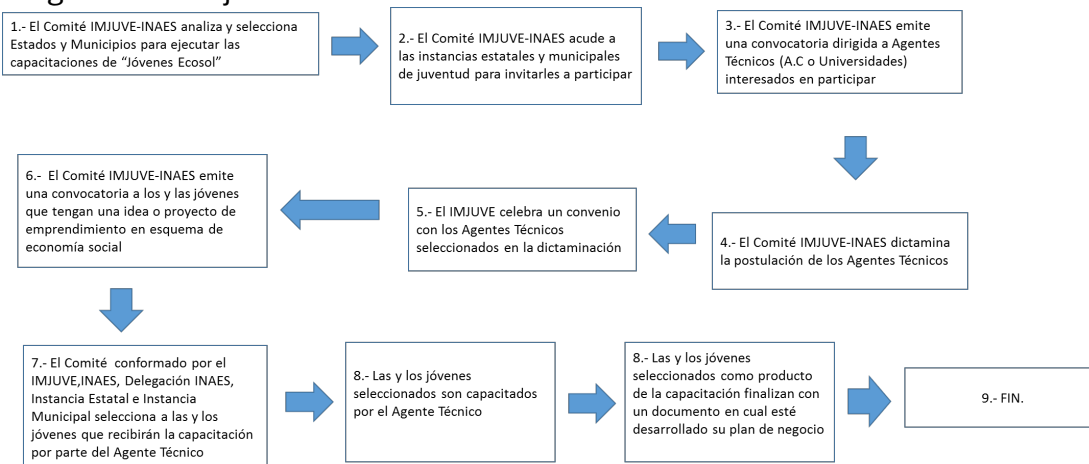 1.- El Comité IMJUVE-INAES analiza y selecciona
Estados y Municipios para ejecutar las
capacitaciones de "Jóvenes Ecosol"
2.- El Comité IMJUVE-INAES acude a
las instancias estatales y municipales
de juventud para invitarles a participar
3.- El Comité IMJUVE-INAES emite
una convocatoria dirigida a Agentes
Técnicos (A.C o Universidades)
interesados en participar
4.- El Comité IMJUVE-INAES dictamina
la postulación de los Agentes Técnicos
5.- El IMJUVE celebra un convenio
con los Agentes Técnicos
seleccionados en la dictaminación
6.- El Comité IMJUVE-INAES emite
una convocatoria a los y las jóvenes
que tengan una idea o proyecto de
emprendimiento en esquema de
economía social
7.- El Comité conformado por el
IMJUVE,INAES, Delegación INAES,
Instancia Estatal e Instancia
Municipal selecciona a las y los
jóvenes que recibirán la capacitación
por parte del Agente Técnico
8.- Las y los jóvenes
seleccionados son capacitados
por el Agente Técnico
8.- Las y los jóvenes
seleccionados como producto
de la capacitación finalizan con
un documento en cual esté
desarrollado su plan de negocio
9.- FIN.